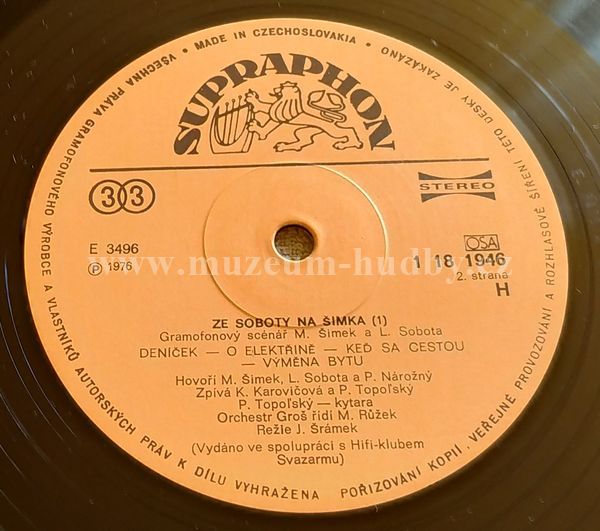 VŠECHNA PRÁVA GRAMOFONOVÉHO VÝROBCE A VLASTNÍKŮ AUTORSKÝCH PRÁV K DÍLU VYHRAŽENA POŘIZOVÁNÍ KOPIÍ, VEŘEJNÉ PROVOZOVÁNÍ A ROZHLASOVÉ ŠÍŘENÍ TÉTO DESKY JE ZAKÁZÁNO • MADE IN CZECHOSLOVAKIA •
SUPRAPHON
33
STEREO
E 3496
℗ 1976
OSA
1 18 1946
2. strana
H
www.muzeum-hudby.cz
ZE SOBOTY NA ŠIMKA (1)
Gramofonový scénář M. Šimek a L. Sobota
DENÍČEK — O ELEKTŘINĚ — KEĎ SA CESTOU
— VÝMĚNA BYTU
Hovoří M. Šimek, L. Sobota a P. Nárožný
Zpívá K. Karovičová a P. Topoľský
P. Topoľský — kytara
Orchestr Groš řídí M. Růžek
Režie J. Šrámek
(Vydáno ve spolupráci s Hifi-klubem
Svazarmu)